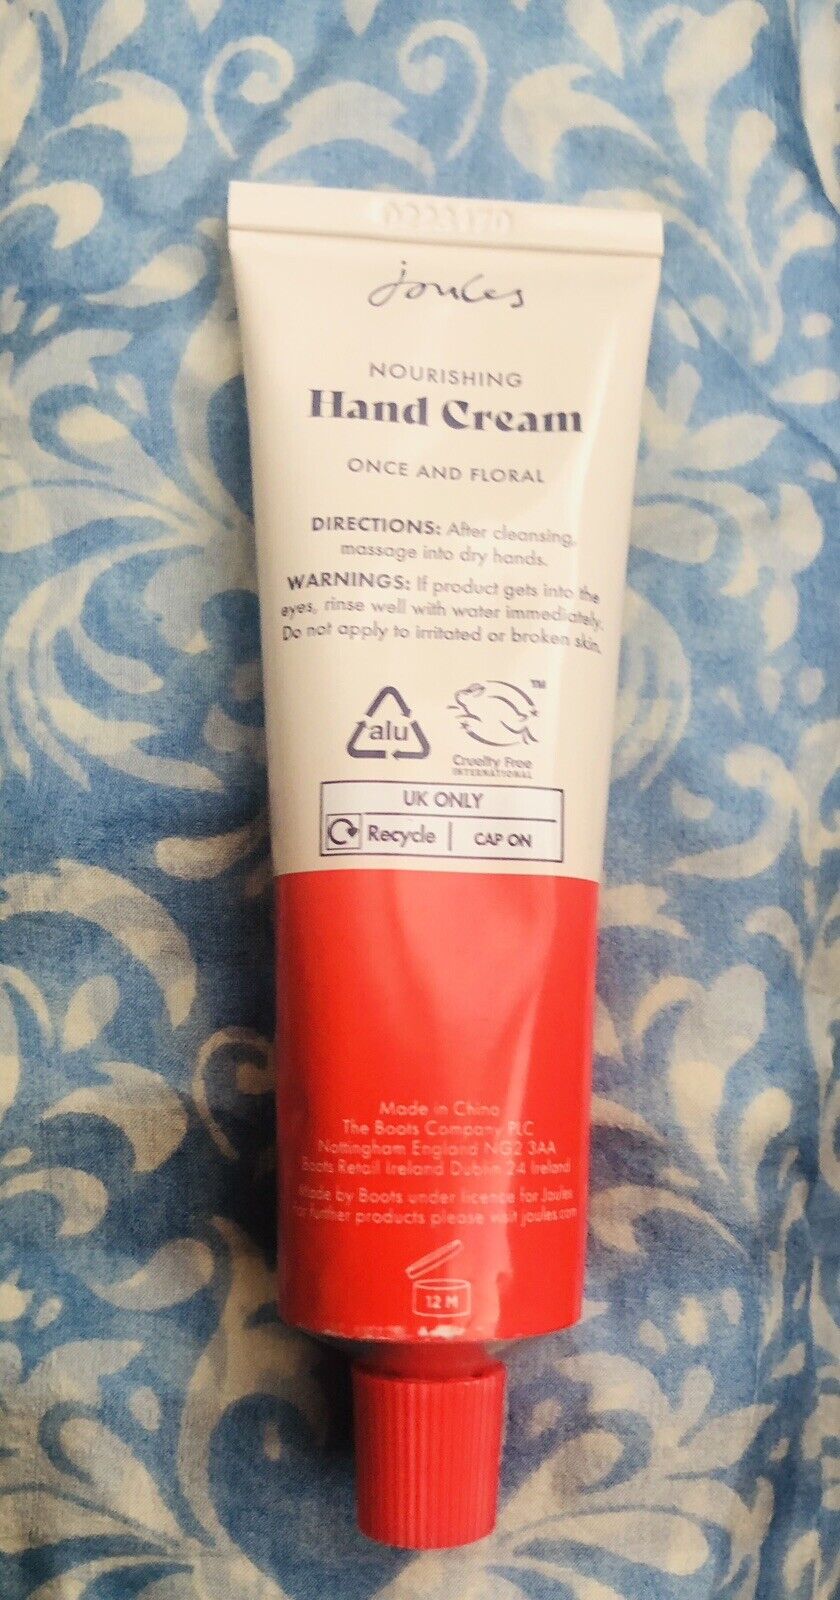 joules
NOURISHING
Hand Cream
ONCE AND FLORAL
DIRECTIONS: After cleansing,
massage into dry hands.
WARNINGS: If product gets into the
eyes, rinse well with water immediately.
Do not apply to irritated or broken skin.
alu
TM
Cruelty Free
INTERNATIONAL
UK ONLY
Recycle
CAP ON
Made in China
The Boots Company PLC
Nottingham England NG2 3AA
Boots Retail Ireland Dublin 24 Ireland
Made by Boots under licence for Joules
For further products please visit joules.com
12 M